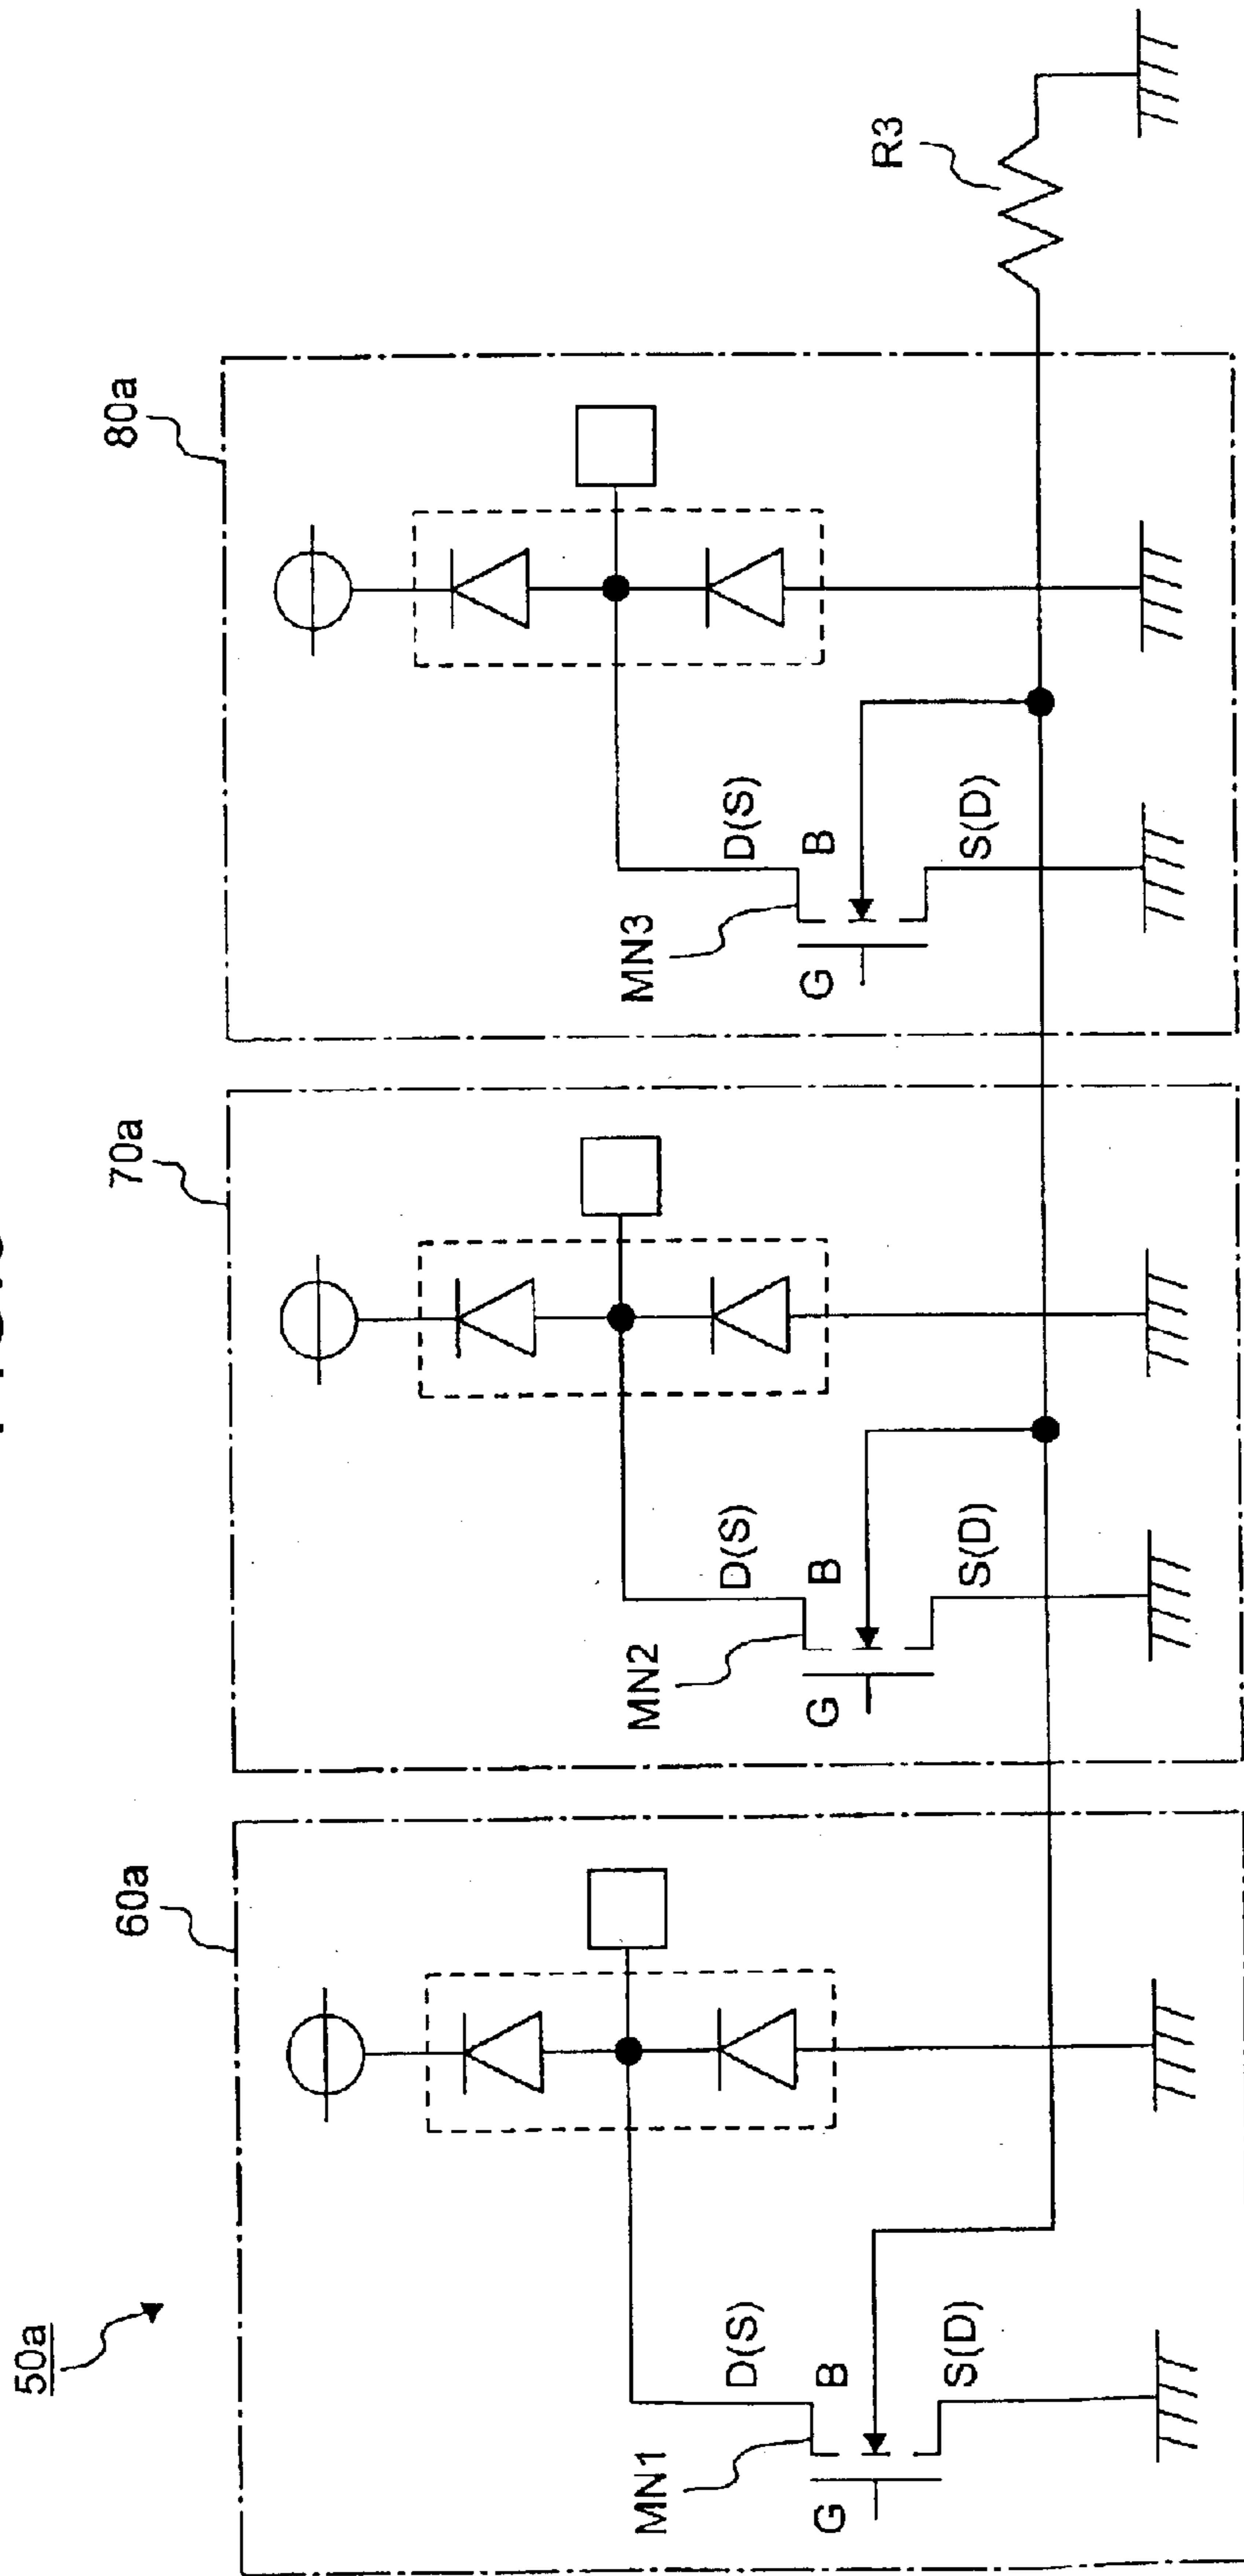 50a
60a
MN1
G
D(S)
B
S(D)
70a
MN2
G
D(S)
B
S(D)
80a
MN3
G
D(S)
B
S(D)
R3